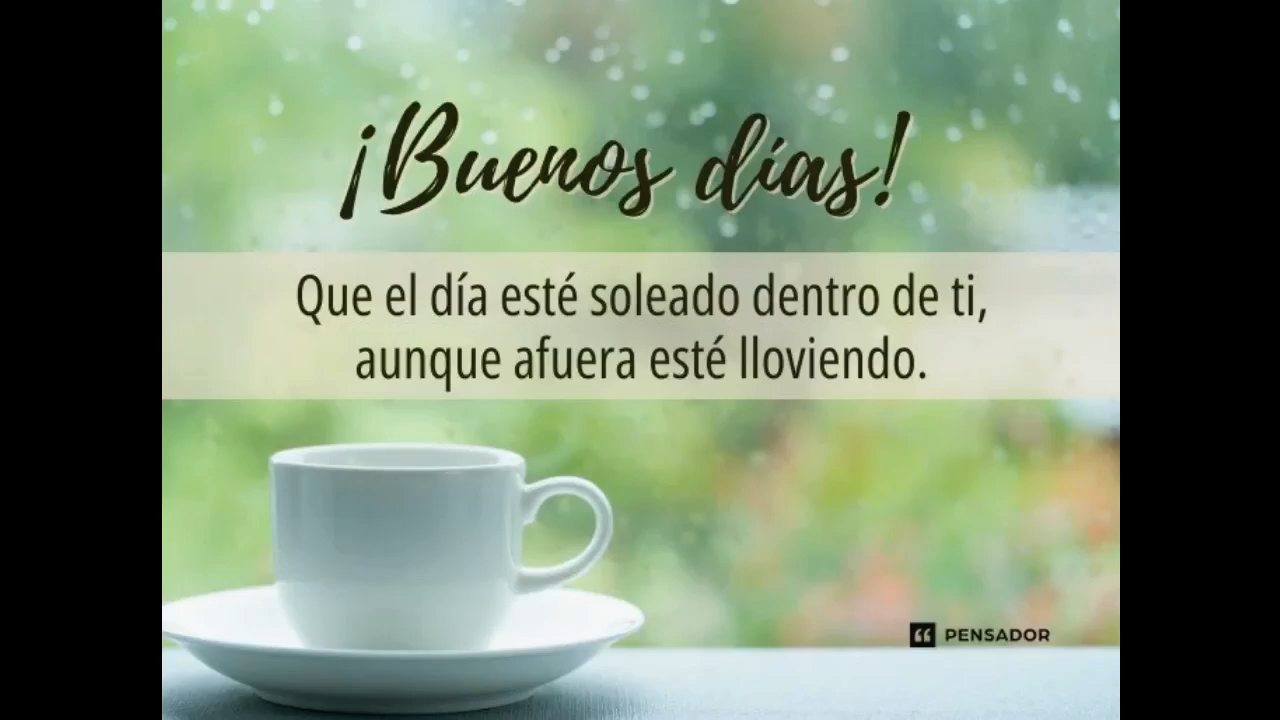 ¡Buenos días!
Que el día esté soleado dentro de ti,
aunque afuera esté lloviendo.
PENSADOR